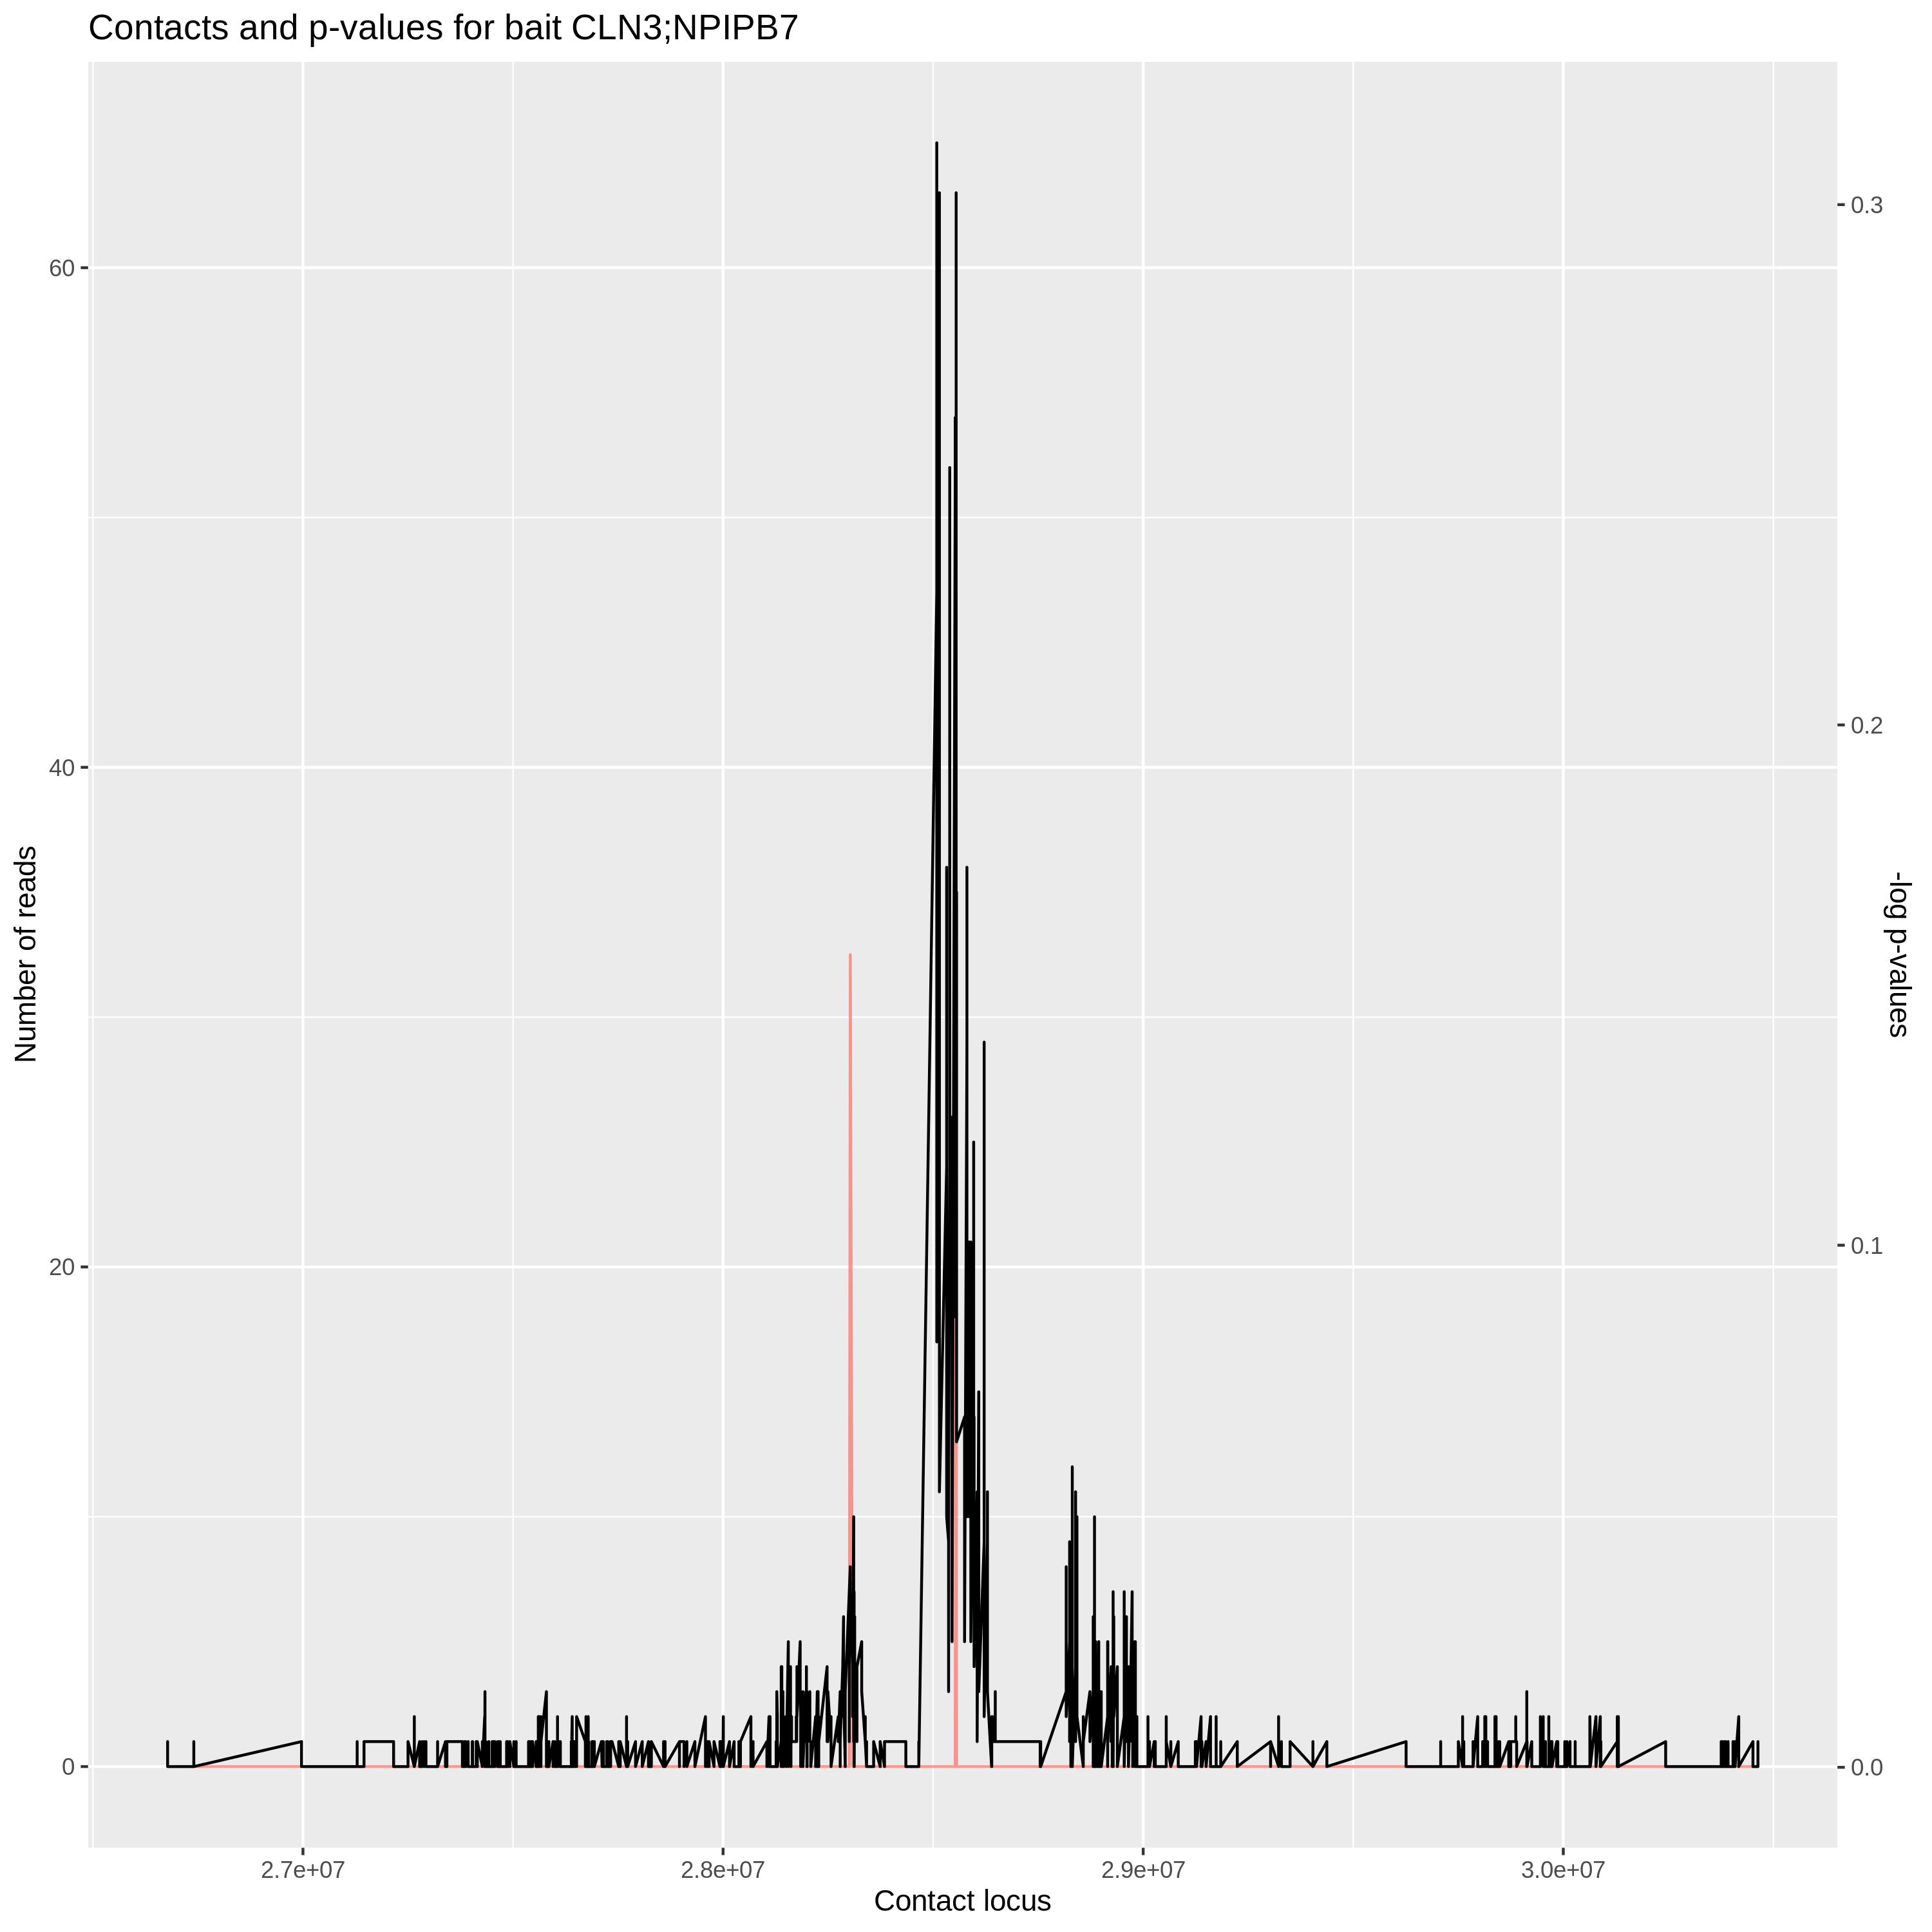 Contacts and p-values for bait CLN3;NPIPB7
60
40
20
0
Number of reads
0.3
0.2
0.1
0.0
-log p-values
2.7e+07
2.8e+07
2.9e+07
3.0e+07
Contact locus